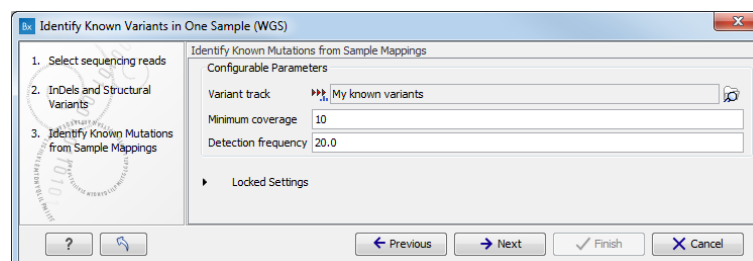 Bx Identify Known Variants in One Sample (WGS)
1. Select sequencing reads
2. InDels and Structural
Variants
3. Identify Known Mutations
from Sample Mappings
Identify Known Mutations from Sample Mappings
Configurable Parameters
Variant track My known variants
Minimum coverage 10
Detection frequency 20.0
Locked Settings
? Previous Next Finish Cancel